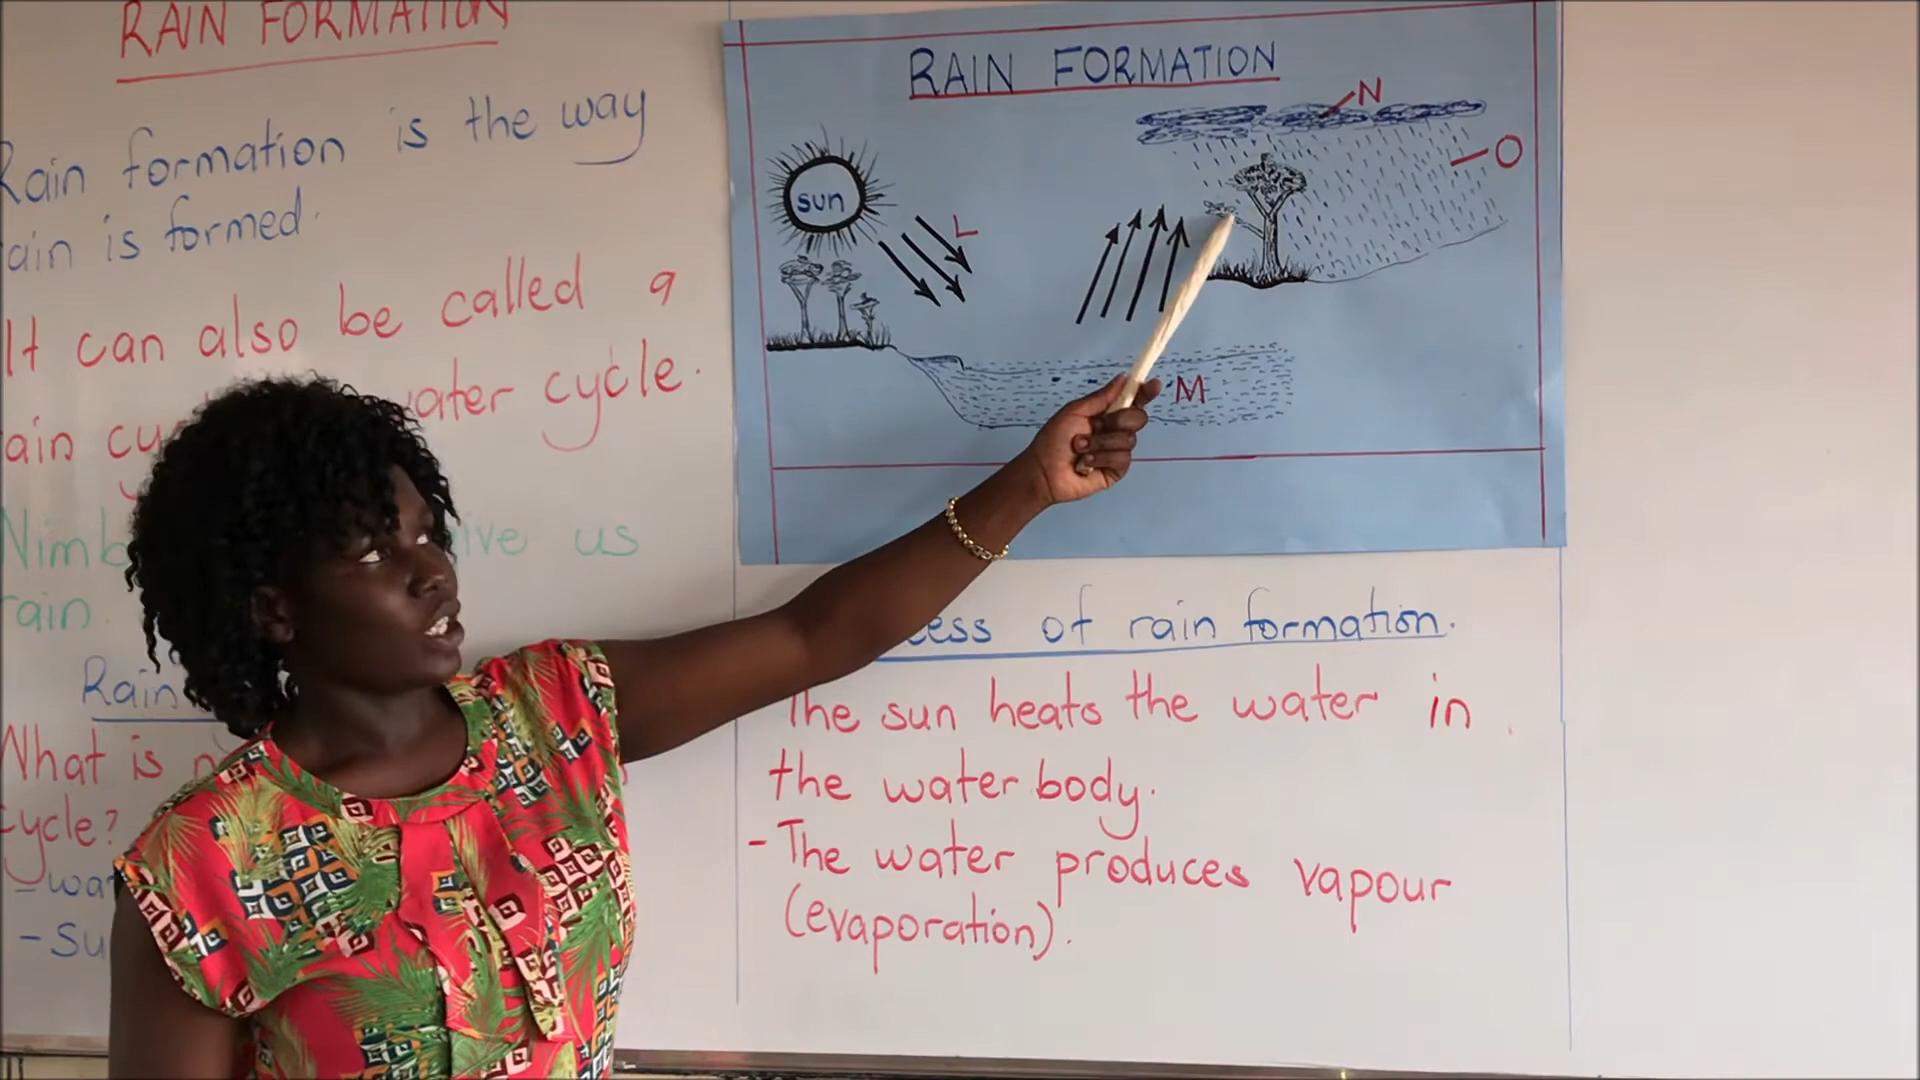 RAIN FORMATION
Rain formation is the way
rain is formed.
It can also be called a
rain water cycle.
us
rain.
Rain
What is
cycle?
RAIN FORMATION
N
O
sun
L
M
of rain formation.
The sun heats the water in
the water body.
- The water produces vapour
(evaporation).